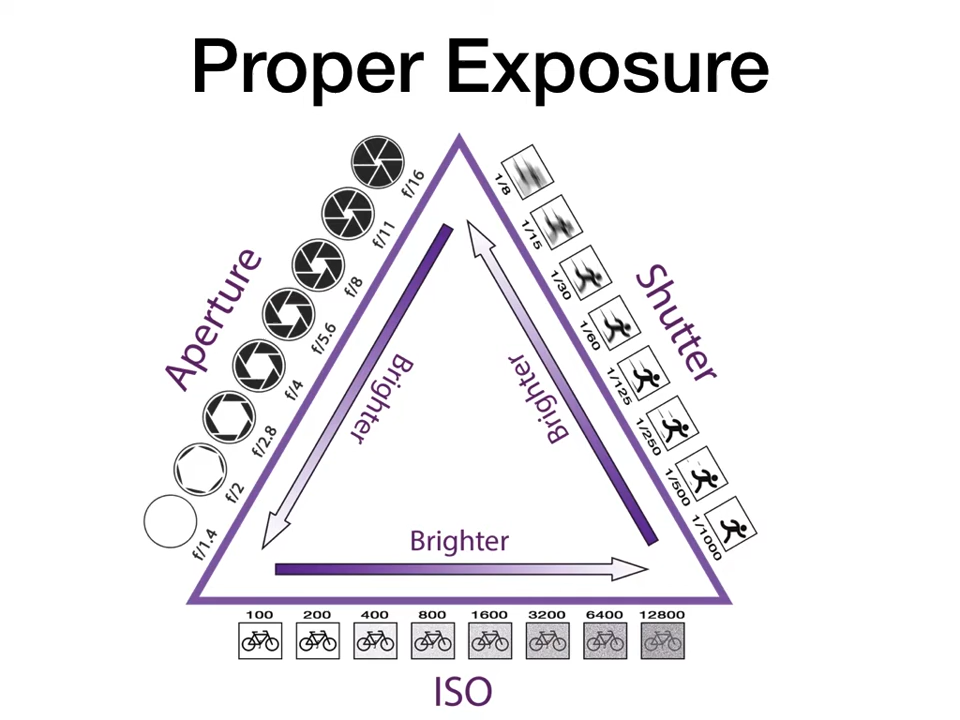 Proper Exposure
Aperture
f/16
f/11
f/8
f/5.6
f/4
f/2.8
f/2
f/1.4
Shutter
1/8
1/15
1/30
1/60
1/125
1/250
1/500
1/1000
Brighter
Brighter
Brighter
100 200 400 800 1600 3200 6400 12800
ISO